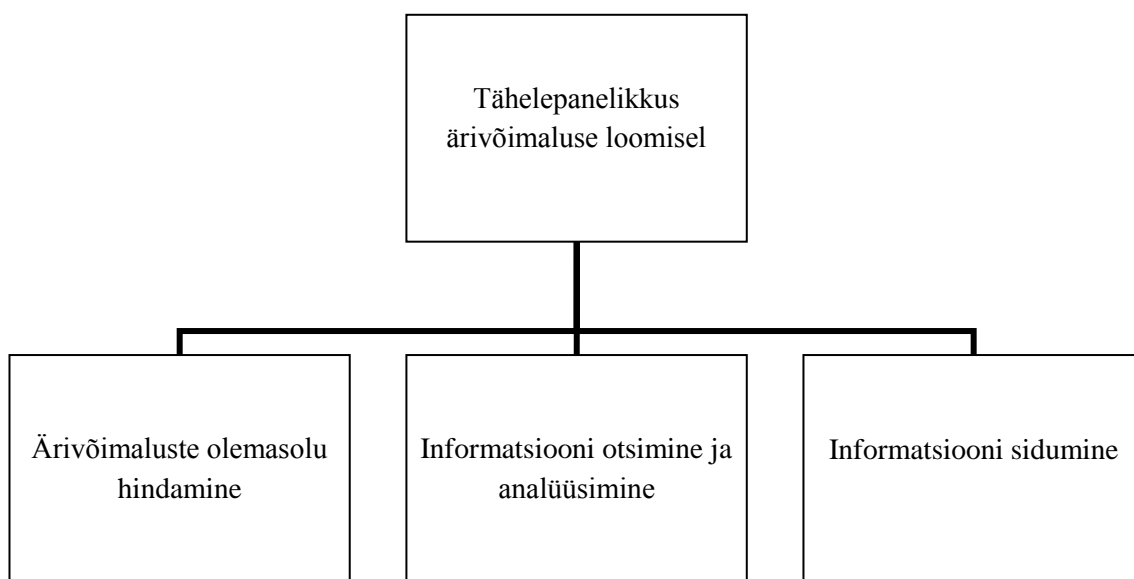 Tähelepanelikkus
ärivõimaluse loomisel
Ärivõimaluste olemasolu
hindamine
Informatsiooni otsimine ja
analüüsimine
Informatsiooni sidumine